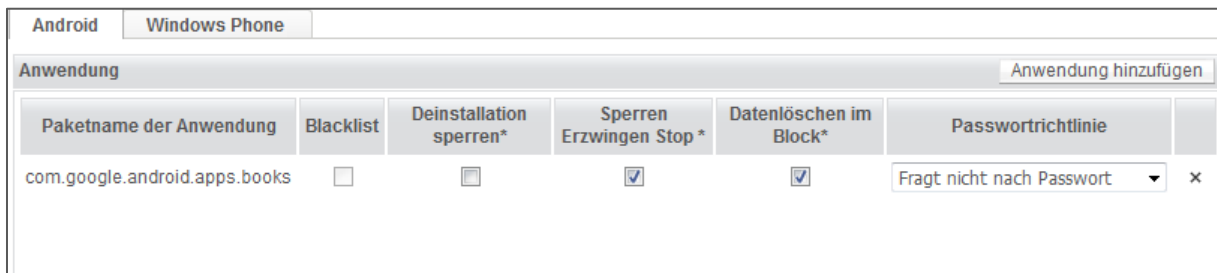 Android Windows Phone
Anwendung Anwendung hinzufügen
Paketname der Anwendung Blacklist Deinstallation sperren* Sperren Erzwingen Stop * Datenlöschen im Block* Passwortrichtlinie
com.google.android.apps.books Fragt nicht nach Passwort ×